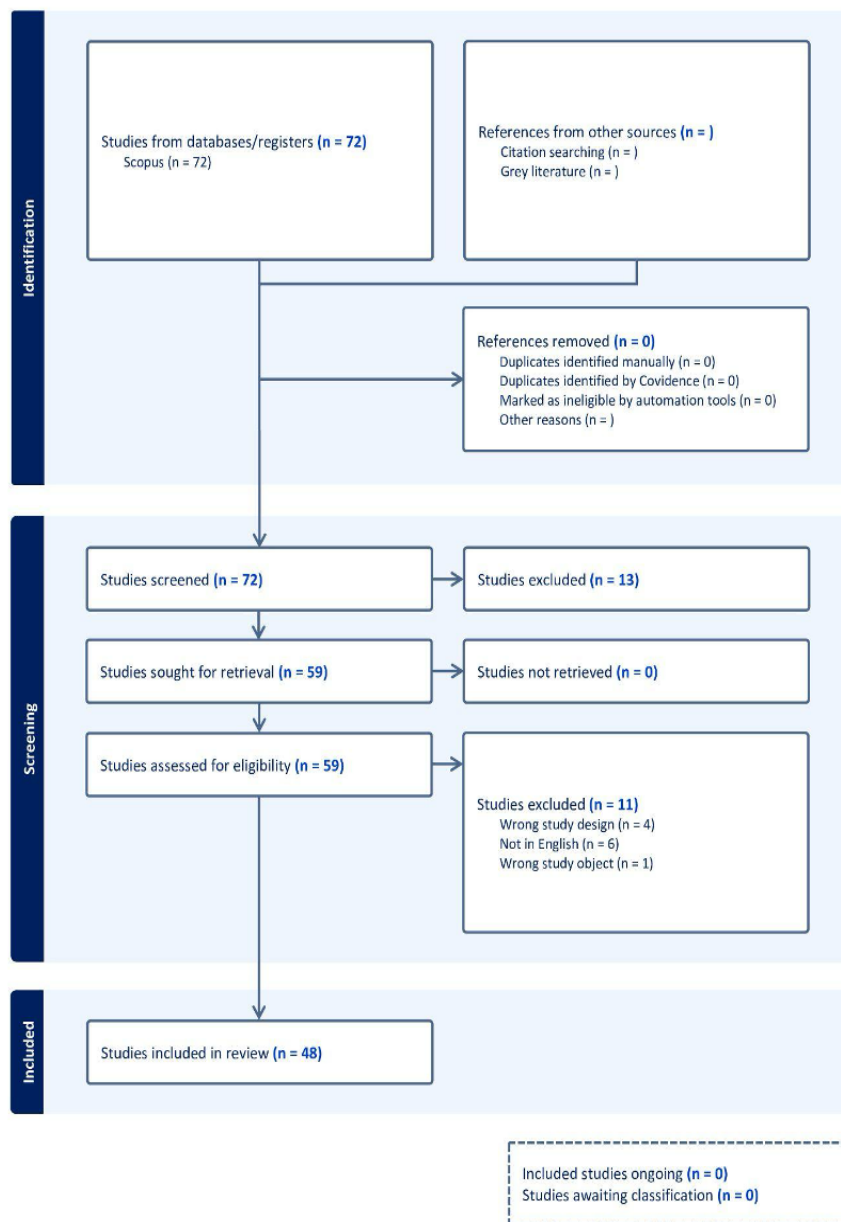 Identification
Studies from databases/registers (n = 72)
Scopus (n = 72)
References from other sources (n = )
Citation searching (n = )
Grey literature (n = )
References removed (n = 0)
Duplicates identified manually (n = 0)
Duplicates identified by Covidence (n = 0)
Marked as ineligible by automation tools (n = 0)
Other reasons (n = )
Screening
Studies screened (n = 72)
Studies excluded (n = 13)
Studies sought for retrieval (n = 59)
Studies not retrieved (n = 0)
Studies assessed for eligibility (n = 59)
Studies excluded (n = 11)
Wrong study design (n = 4)
Not in English (n = 6)
Wrong study object (n = 1)
Included
Studies included in review (n = 48)
Included studies ongoing (n = 0)
Studies awaiting classification (n = 0)